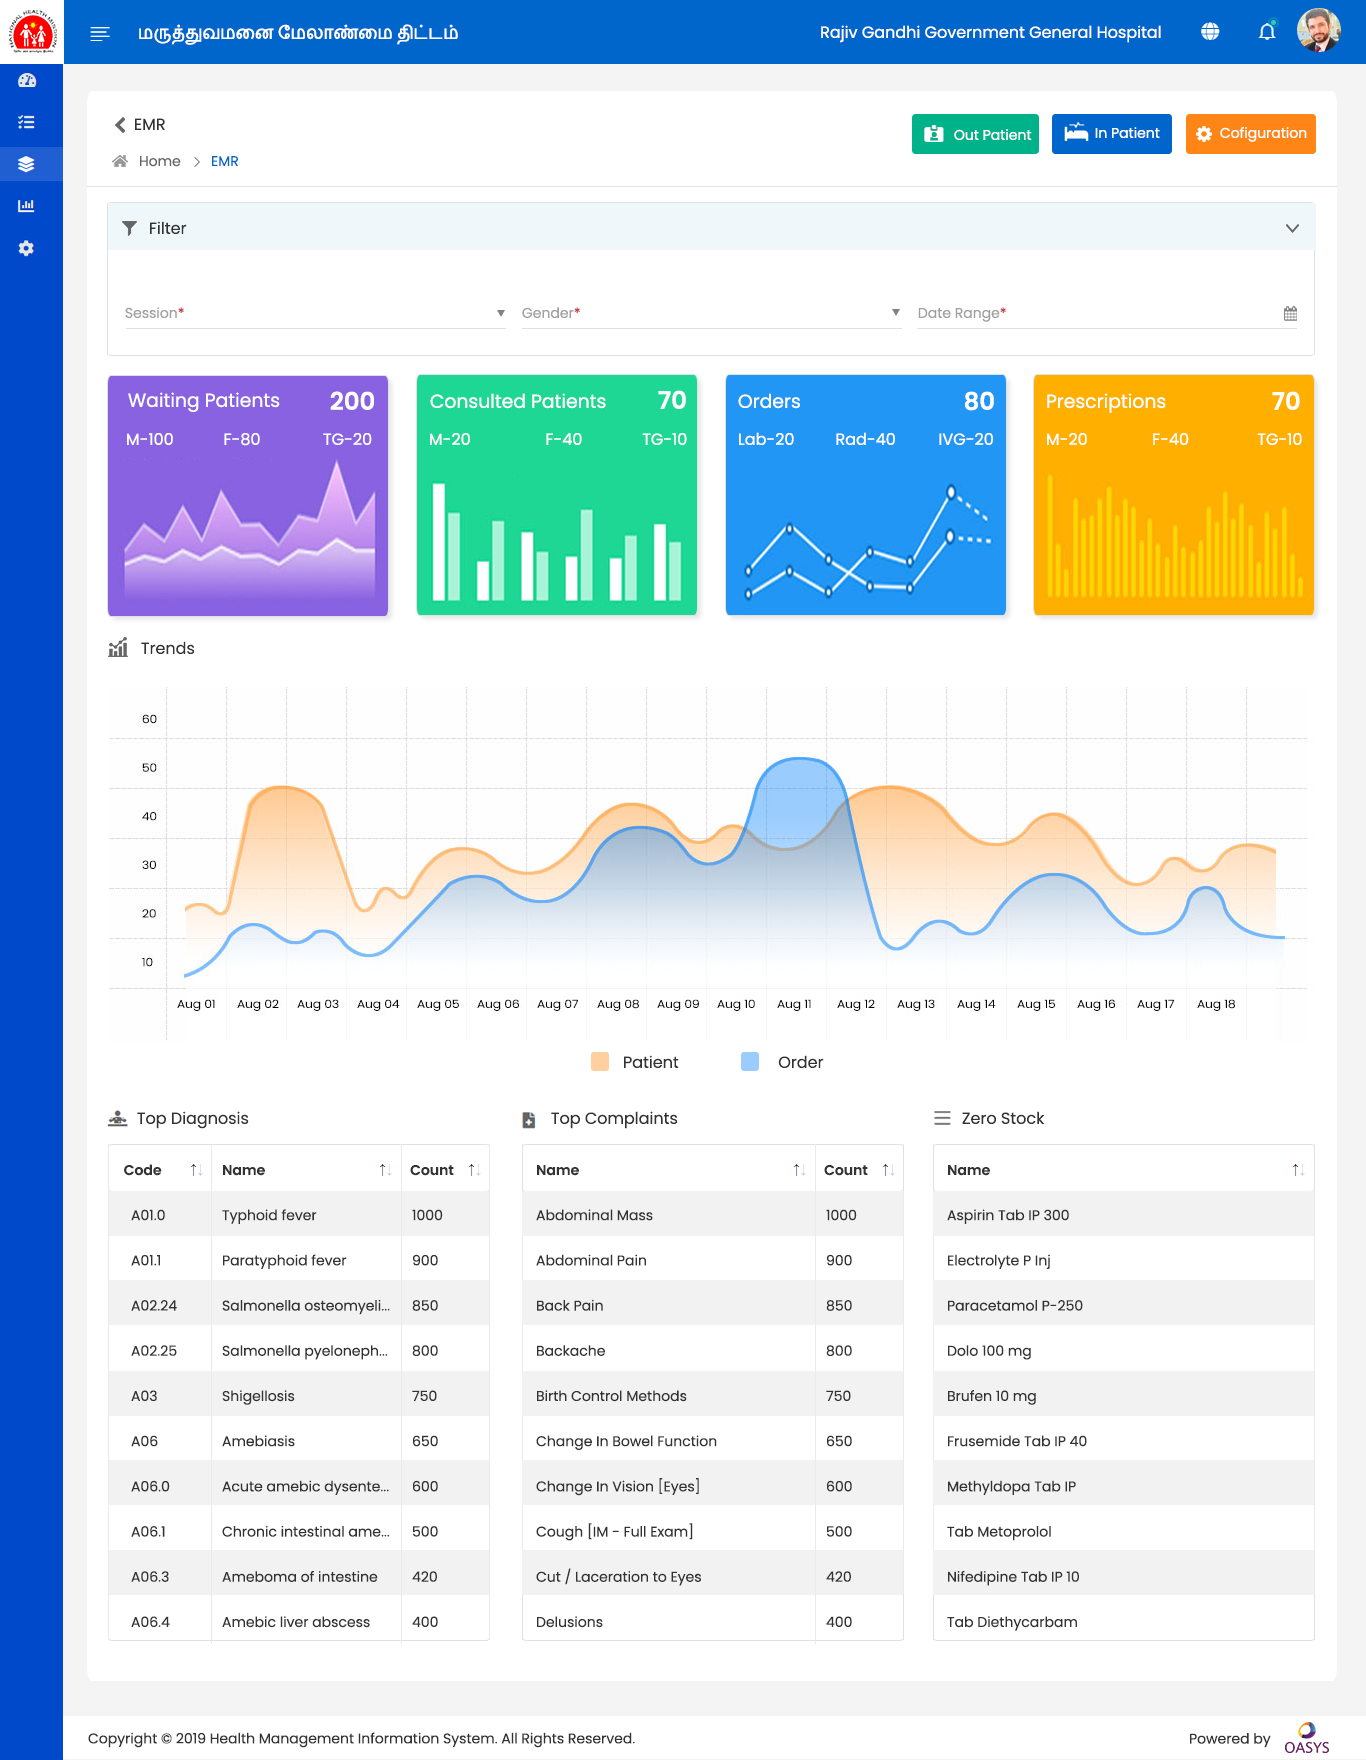 NATIONAL HEALTH MISSION
மருத்துவமனை மேலாண்மை திட்டம்
Rajiv Gandhi Government General Hospital
EMR
Home > EMR
Out Patient
In Patient
Cofiguration
Filter
Session*
Gender*
Date Range*
Waiting Patients 200
M-100 F-80 TG-20
Consulted Patients 70
M-20 F-40 TG-10
Orders 80
Lab-20 Rad-40 IVG-20
Prescriptions 70
M-20 F-40 TG-10
Trends
60
50
40
30
20
10
Aug 01 Aug 02 Aug 03 Aug 04 Aug 05 Aug 06 Aug 07 Aug 08 Aug 09 Aug 10 Aug 11 Aug 12 Aug 13 Aug 14 Aug 15 Aug 16 Aug 17 Aug 18
Patient Order
Top Diagnosis
Code Name Count
A01.0 Typhoid fever 1000
A01.1 Paratyphoid fever 900
A02.24 Salmonella osteomyeli... 850
A02.25 Salmonella pyeloneph... 800
A03 Shigellosis 750
A06 Amebiasis 650
A06.0 Acute amebic dysente... 600
A06.1 Chronic intestinal ame... 500
A06.3 Ameboma of intestine 420
A06.4 Amebic liver abscess 400
Top Complaints
Name Count
Abdominal Mass 1000
Abdominal Pain 900
Back Pain 850
Backache 800
Birth Control Methods 750
Change In Bowel Function 650
Change In Vision [Eyes] 600
Cough [IM - Full Exam] 500
Cut / Laceration to Eyes 420
Delusions 400
Zero Stock
Name
Aspirin Tab IP 300
Electrolyte P Inj
Paracetamol P-250
Dolo 100 mg
Brufen 10 mg
Frusemide Tab IP 40
Methyldopa Tab IP
Tab Metoprolol
Nifedipine Tab IP 10
Tab Diethycarbam
Copyright © 2019 Health Management Information System. All Rights Reserved.
Powered by OASYS